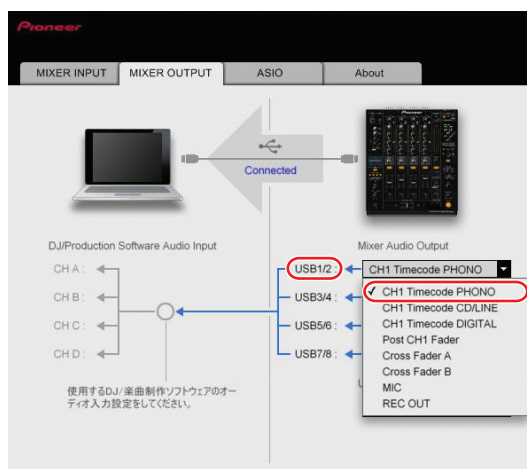 Pioneer
MIXER INPUT
MIXER OUTPUT
ASIO
About
Connected
DJ/Production Software Audio Input
Mixer Audio Output
CH A :
CH B :
CH C :
CH D :
USB1/2 :
USB3/4 :
USB5/6 :
USB7/8 :
CH1 Timecode PHONO
✓ CH1 Timecode PHONO
CH1 Timecode CD/LINE
CH1 Timecode DIGITAL
Post CH1 Fader
Cross Fader A
Cross Fader B
MIC
REC OUT
使用するDJ/楽曲制作ソフトウェアのオー
ディオ入力設定をしてください。